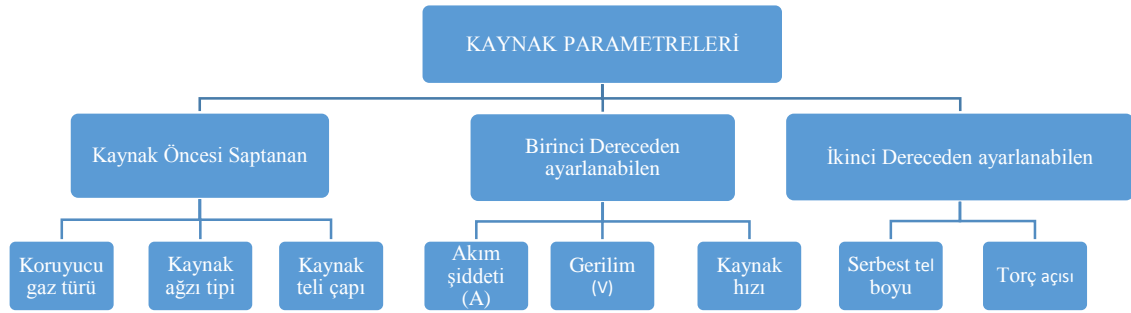 KAYNAK PARAMETRELERİ
Kaynak Öncesi Saptanan
Birinci Dereceden
ayarlanabilen
İkinci Dereceden ayarlanabilen
Koruyucu
gaz türü
Kaynak
ağzı tipi
Kaynak
teli çapı
Akım
şiddeti
(A)
Gerilim
(V)
Kaynak
hızı
Serbest tel
boyu
Torç açısı